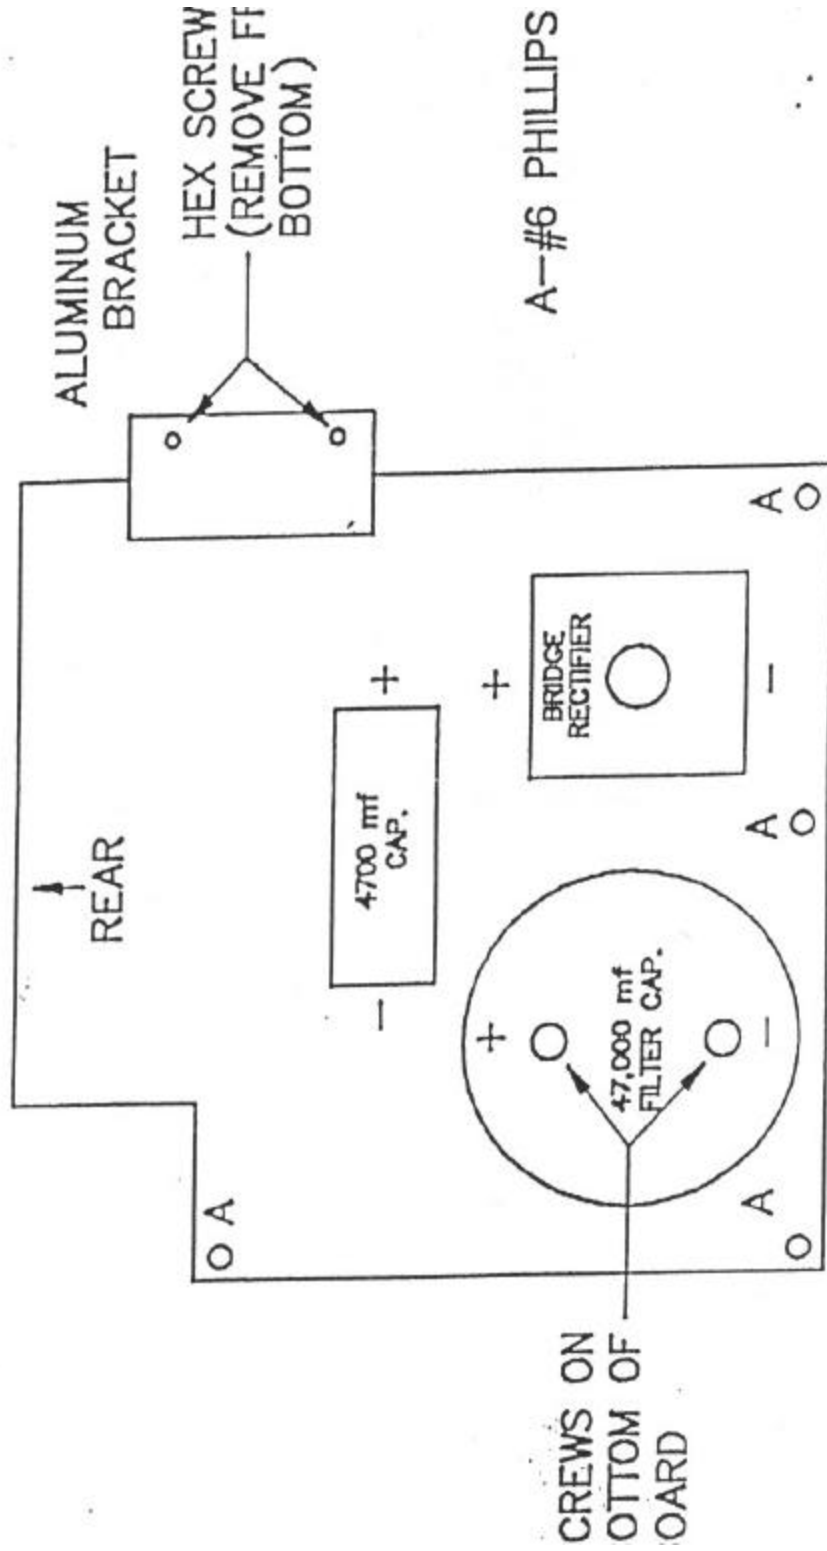 ALUMINUM
BRACKET
HEX SCREW
(REMOVE
BOTTOM)
A-#6 PHILLIPS
REAR
4700 mf
CAP.
-
+
BRIDGE
RECTIFIER
+
-
47,000 mf
FILTER CAP.
+
-
A
A
A
A
CREWS ON
OTTOM OF
OARD